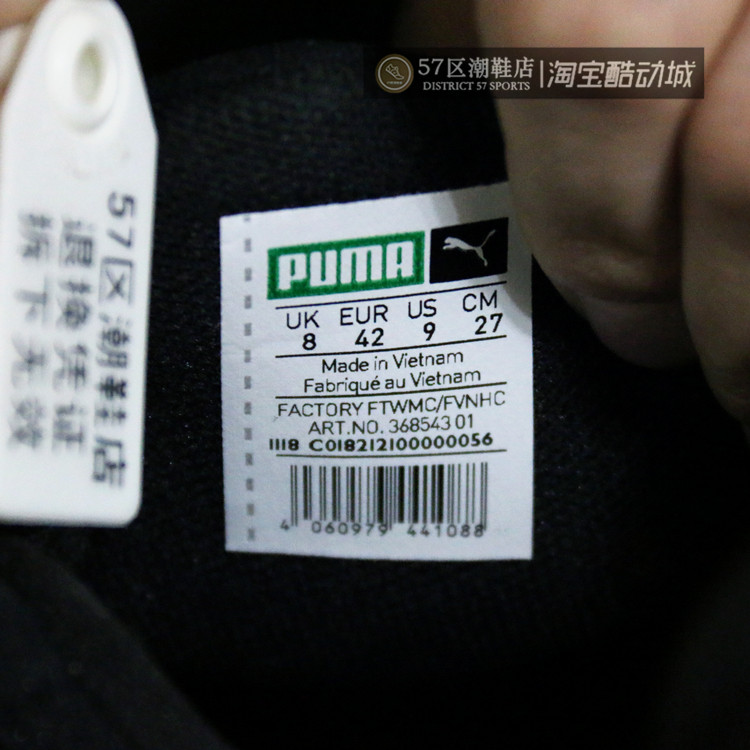 57区潮鞋店
DISTRICT 57 SPORTS
淘宝酷动城
57区潮鞋店
退换凭证
拆下无效
PUMA
UK EUR US CM
8 42 9 27
Made in Vietnam
Fabriqué au Vietnam
FACTORY FTWMC/FVNHC
ART.NO. 368543 01
1118 C018212100000056
4 060979 441088